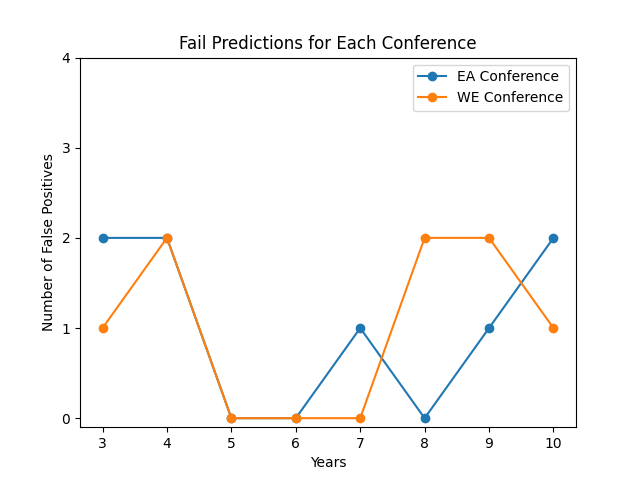 Fail Predictions for Each Conference
EA Conference
WE Conference
Number of False Positives
4
3
2
1
0
3 4 5 6 7 8 9 10
Years